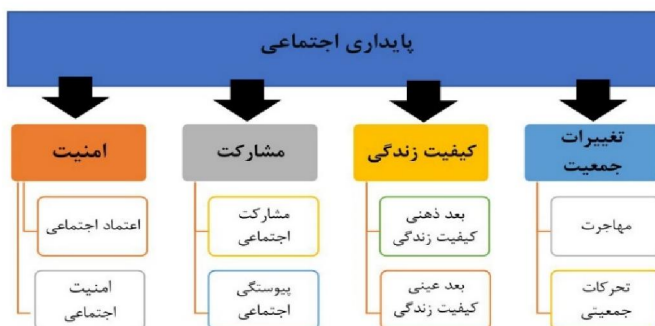 پایداری اجتماعی
تغییرات
جمعیت
کیفیت زندگی
مشارکت
امنیت
مهاجرت
بعد ذهنی
کیفیت زندگی
مشارکت
اجتماعی
اعتماد اجتماعی
تحرکات
جمعیتی
بعد عینی
کیفیت زندگی
پیوستگی
اجتماعی
امنیت
اجتماعی